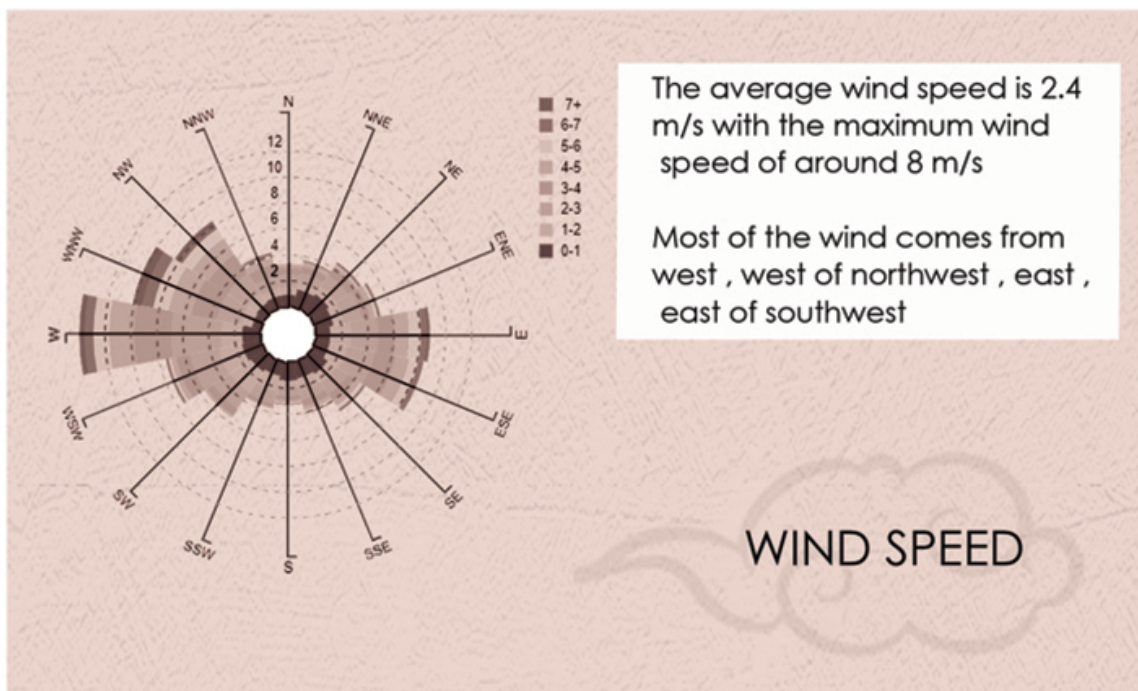 N
NNE
NE
ENE
E
ESE
SE
SSE
S
SSW
SW
WSW
W
WNW
NW
NNW
12
10
8
6
4
2
7+
6-7
5-6
4-5
3-4
2-3
1-2
0-1
The average wind speed is 2.4
m/s with the maximum wind
speed of around 8 m/s
Most of the wind comes from
west , west of northwest , east ,
east of southwest
WIND SPEED